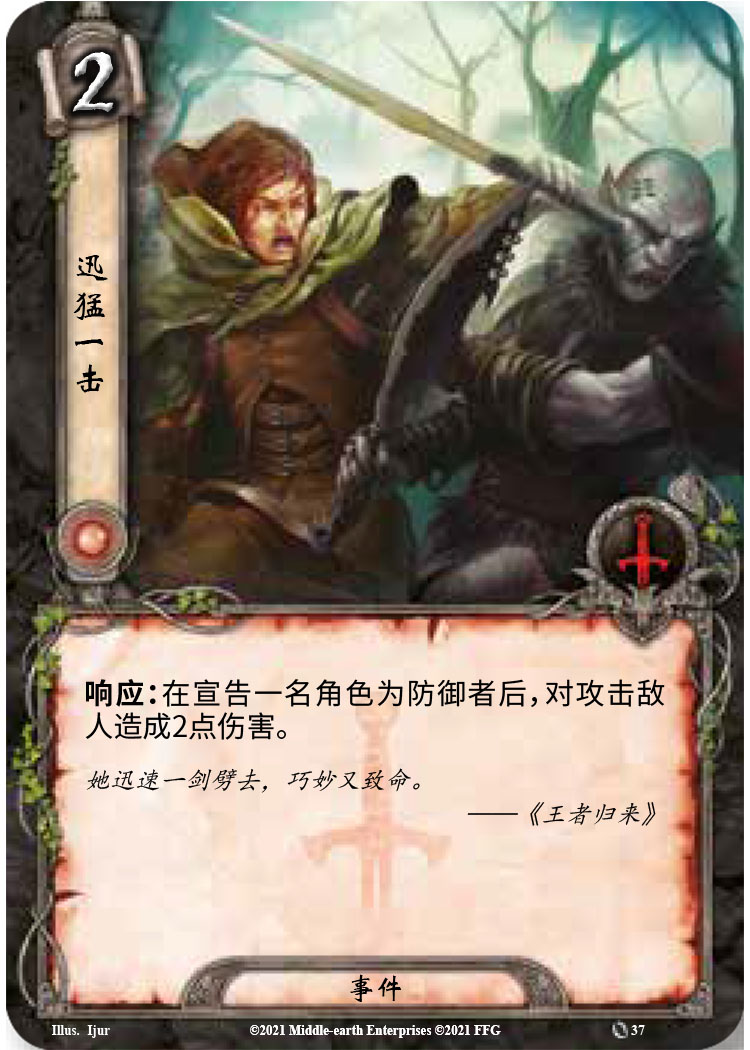 2
迅猛一击
响应：在宣告一名角色为防御者后，对攻击敌
人造成2点伤害。
她迅速一剑劈去，巧妙又致命。
——《王者归来》
事件
Illus. Ijur
©2021 Middle-earth Enterprises ©2021 FFG
37